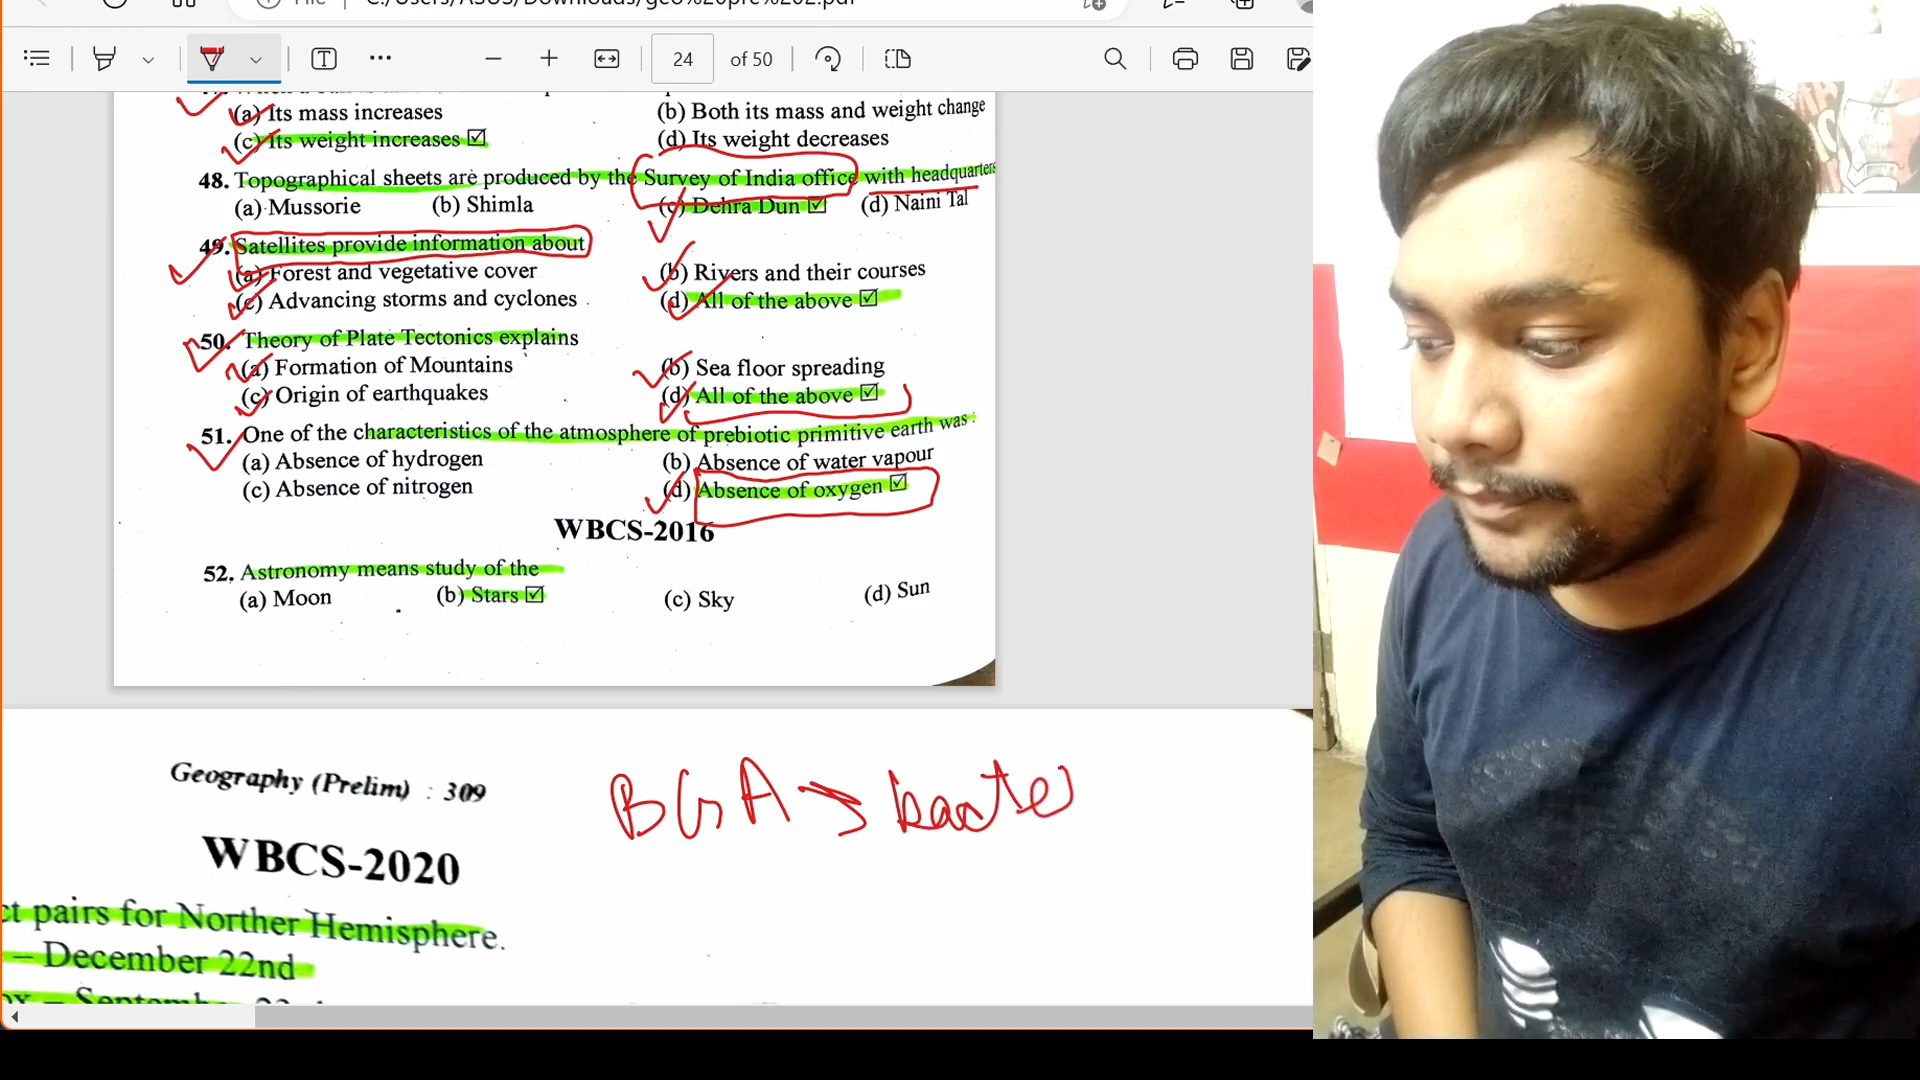 File
24 of 50
(a) Its mass increases (b) Both its mass and weight change
(c) Its weight increases ☑ (d) Its weight decreases
48. Topographical sheets are produced by the Survey of India office with headquarters
(a) Mussorie (b) Shimla (c) Dehra Dun ☑ (d) Naini Tal
49. Satellites provide information about
(a) Forest and vegetative cover (b) Rivers and their courses
(c) Advancing storms and cyclones (d) All of the above ☑
50. Theory of Plate Tectonics explains
(a) Formation of Mountains (b) Sea floor spreading
(c) Origin of earthquakes (d) All of the above ☑
51. One of the characteristics of the atmosphere of prebiotic primitive earth was :
(a) Absence of hydrogen (b) Absence of water vapour
(c) Absence of nitrogen (d) Absence of oxygen ☑
WBCS-2016
52. Astronomy means study of the
(a) Moon (b) Stars ☑ (c) Sky (d) Sun
Geography (Prelim) : 309
BGA → bacte
WBCS-2020
ct pairs for Norther Hemisphere.
– December 22nd